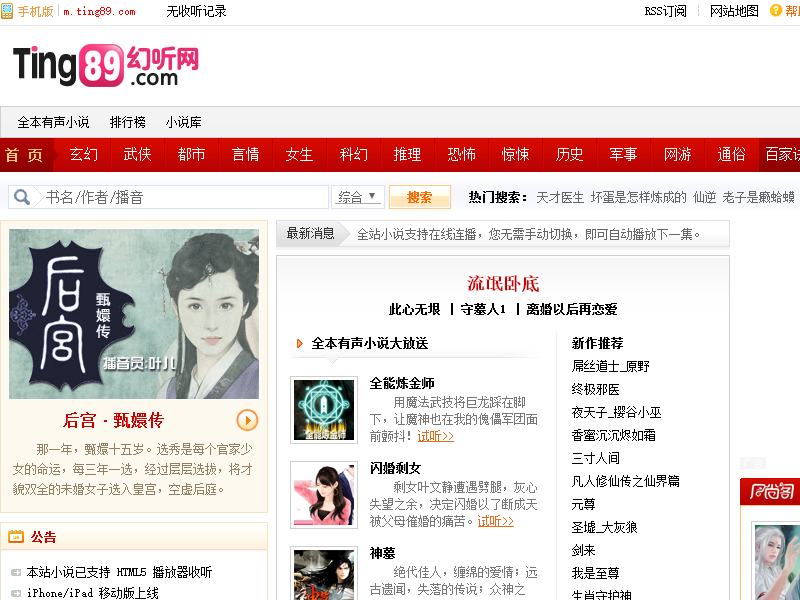 手机版 m.ting89.com 无收听记录 RSS订阅 网站地图
Ting89幻听网
.com
全本有声小说 排行榜 小说库
首 页 玄幻 武侠 都市 言情 女生 科幻 推理 恐怖 惊悚 历史 军事 网游 通俗 百家
书名/作者/播音 综合 搜索 热门搜索： 天才医生 坏蛋是怎样炼成的 仙逆 老子是癞蛤蟆
最新消息 全站小说支持在线连播，您无需手动切换，即可自动播放下一集。
后宫
甄嬛传
播音员:叶儿
后宫 · 甄嬛传
那一年，甄嬛十五岁。选秀是每个官家少
女的命运，每三年一选，经过层层选拔，将才
貌双全的未婚女子选入皇宫，空虚后庭。
公告
本站小说已支持 HTML5 播放器收听
iPhone/iPad 移动版上线
流氓卧底
此心无垠 | 守墓人1 | 离婚以后再恋爱
全本有声小说大放送
全能炼金师
全能炼金师
用魔法武技将巨龙踩在脚
下，让魔神也在我的傀儡军团面
前颤抖！试听>>
闪婚剩女
剩女叶文静遭遇劈腿，灰心
失望之余，决定闪婚以了断成天
被父母催婚的痛苦。试听>>
神墓
绝代佳人，缠绵的爱情；远
古遗闻，失落的传说；众神之
新作推荐
屌丝道士_原野
终极邪医
夜天子_撄谷小巫
香蜜沉沉烬如霜
三寸人间
凡人修仙传之仙界篇
元尊
圣墟_大灰狼
剑来
我是至尊
生肖守护神